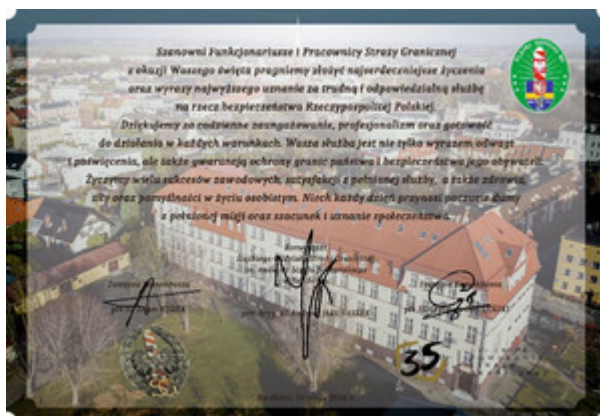 Szanowni Funkcjonariusze i Pracownicy Straży Granicznej
z okazji Waszego święta pragniemy złożyć najserdeczniejsze życzenia
oraz wyrazy najwyższego uznania za trudną i odpowiedzialną służbę
na rzecz bezpieczeństwa Rzeczypospolitej Polskiej.
Dziękujemy za codzienne zaangażowanie, profesjonalizm oraz gotowość
do działania w każdych warunkach. Wasza służba jest nie tylko wyrazem odwagi
i poświęcenia, ale także gwarancją ochrony granic państwa i bezpieczeństwa jego obywateli.
Życzymy wielu sukcesów zawodowych, satysfakcji z pełnionej służby, a także zdrowia,
siły oraz pomyślności w życiu osobistym. Niech każdy dzień przynosi poczucie dumy
z pełnionej misji oraz szacunek i uznanie społeczeństwa.
Komendant
35